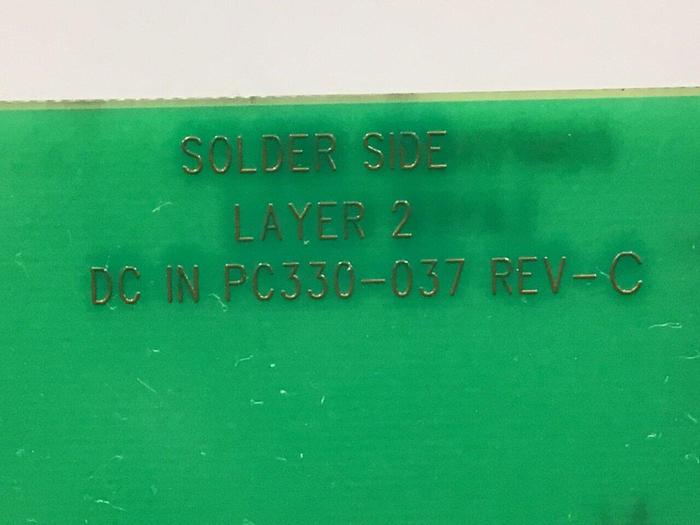 SOLDER SIDE
LAYER 2
DC IN PC330-037 REV-C